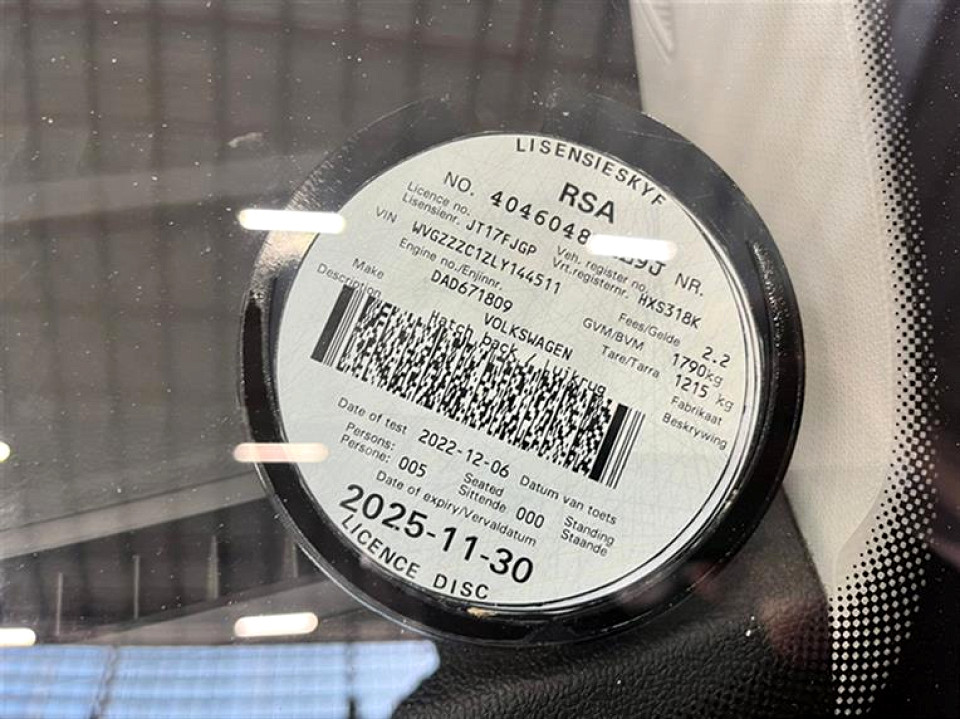 LISENSIESKYF
RSA
NO. 4046048 NR.
Licence no. Veh. register no.
Lisensienr. JT17FJGP Vrt.registernr. HXS318K
VIN WVGZZZC1ZLY144511 Fees/Gelde 2.2
Engine no./Enjinnr. GVM/BVM 1790kg
DAD671809 Tare/Tarra 1215 kg
Make VOLKSWAGEN Fabrikaat
Description Hatch back / Luikrug Beskrywing
Date of test 2022-12-06 Datum van toets
Persons: Seated Standing
Persone: 005 Sittende 000 Staande
Date of expiry/Vervaldatum
2025-11-30
LICENCE DISC